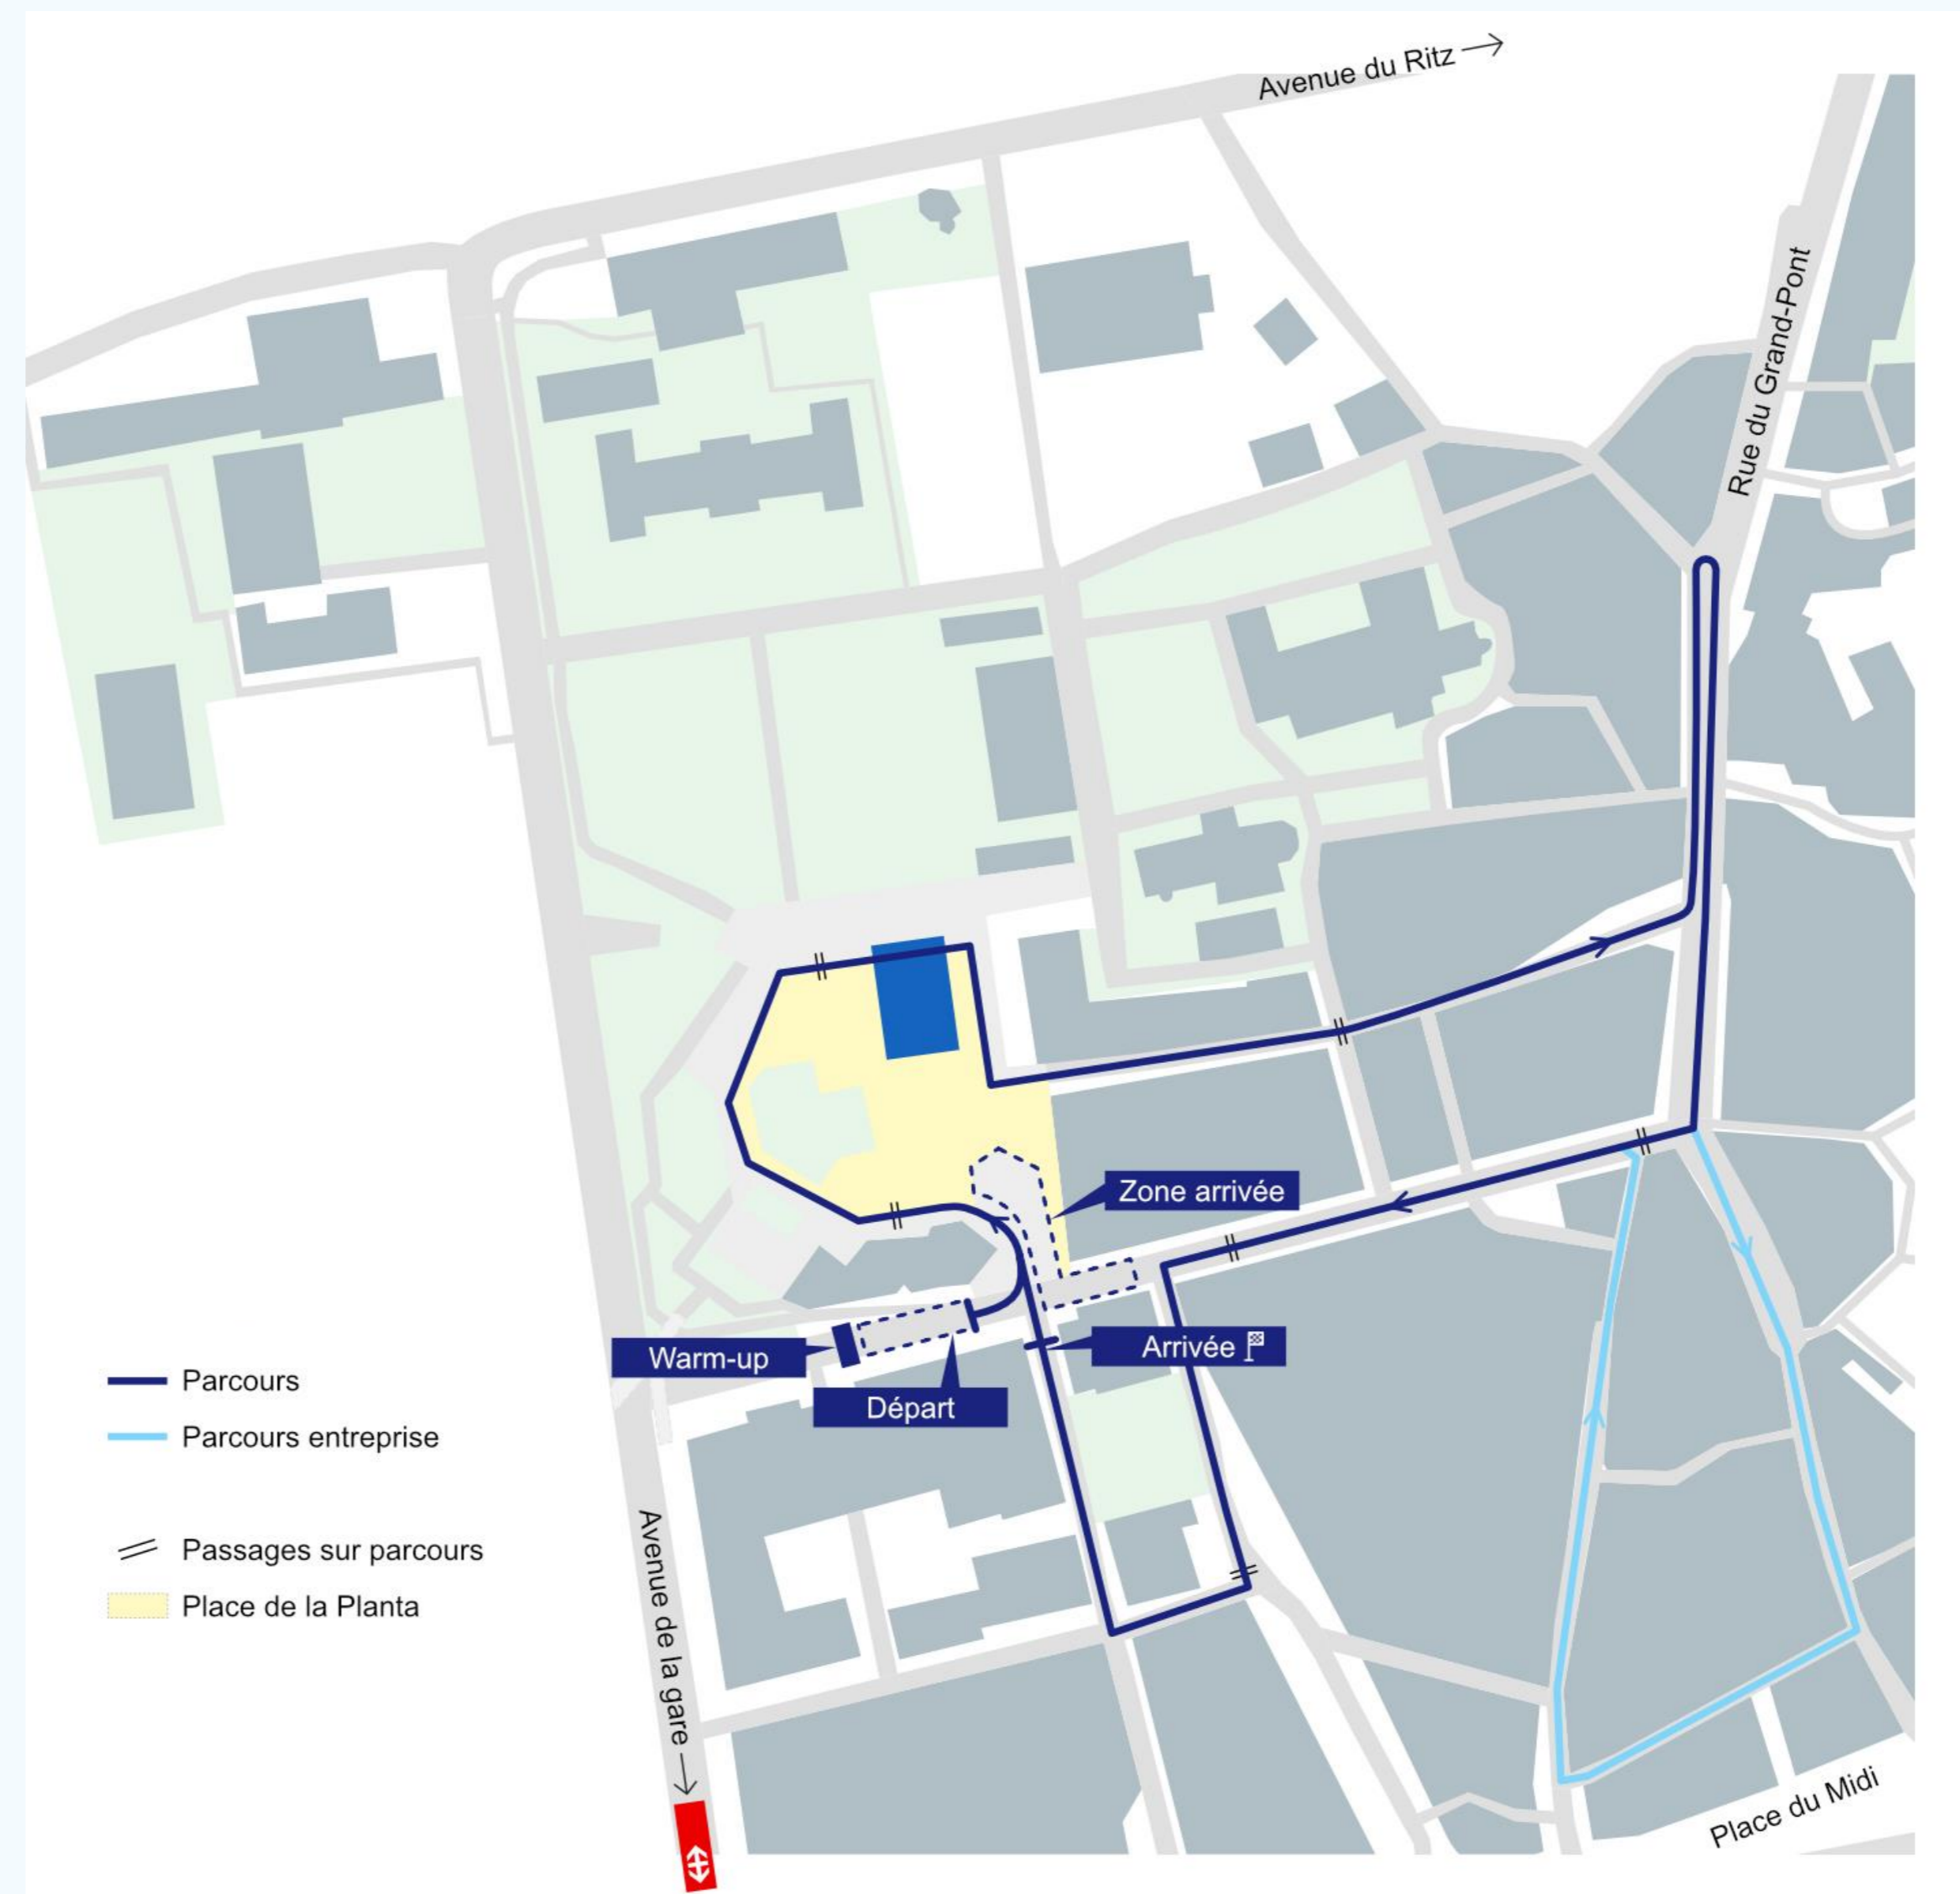 Avenue du Ritz
Rue du Grand-Pont
Zone arrivée
Warm-up
Arrivée
Départ
Parcours
Parcours entreprise
Passages sur parcours
Place de la Planta
Avenue de la gare
Place du Midi